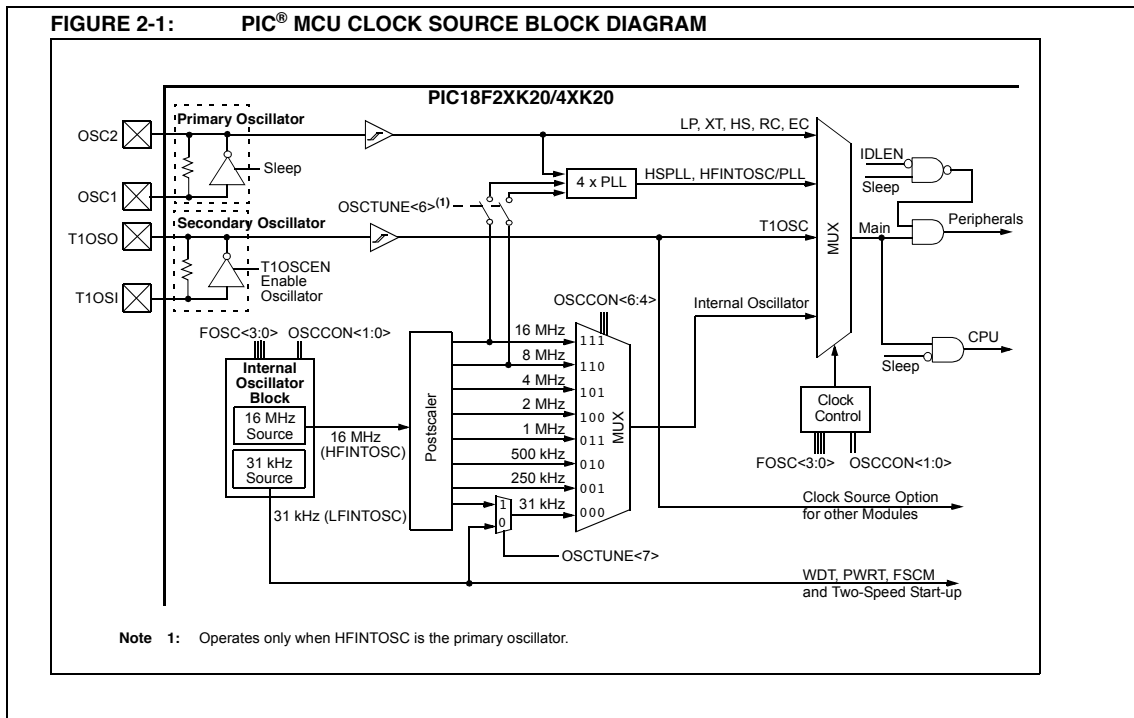 FIGURE 2-1: PIC® MCU CLOCK SOURCE BLOCK DIAGRAM
PIC18F2XK20/4XK20
Primary Oscillator
OSC2
Sleep
OSC1
LP, XT, HS, RC, EC
4 x PLL
HSPLL, HFINTOSC/PLL
OSCTUNE<6>(1)
IDLEN
Sleep
Secondary Oscillator
T1OSO
T1OSCEN
Enable
Oscillator
T1OSI
T1OSC
MUX
Main
Peripherals
OSCCON<6:4>
Internal Oscillator
Sleep
CPU
FOSC<3:0> OSCCON<1:0>
Internal
Oscillator
Block
16 MHz
Source
31 kHz
Source
16 MHz
(HFINTOSC)
31 kHz (LFINTOSC)
Postscaler
16 MHz 111
8 MHz 110
4 MHz 101
2 MHz 100
1 MHz 011
500 kHz 010
250 kHz 001
31 kHz 000
1
0
MUX
OSCTUNE<7>
Clock
Control
FOSC<3:0> OSCCON<1:0>
Clock Source Option
for other Modules
WDT, PWRT, FSCM
and Two-Speed Start-up
Note 1: Operates only when HFINTOSC is the primary oscillator.